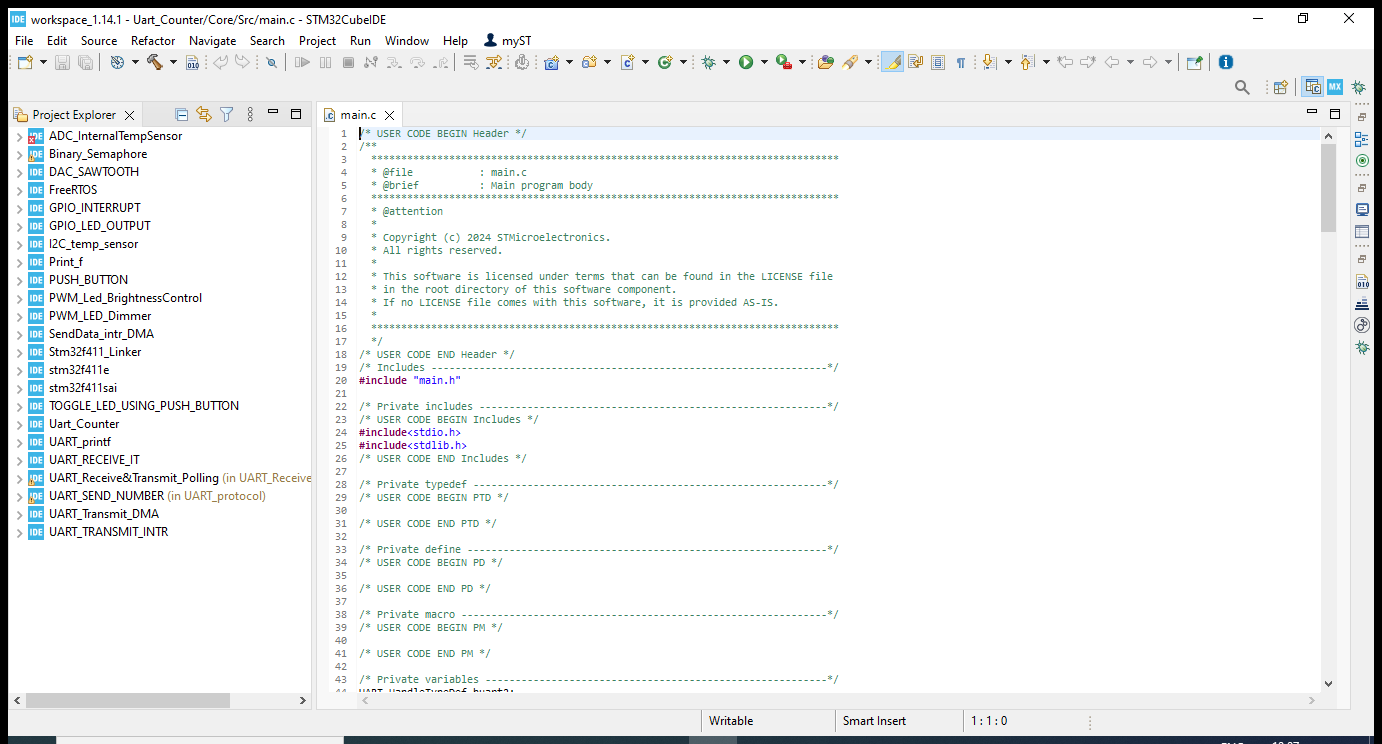 IDE workspace_1.14.1 - Uart_Counter/Core/Src/main.c - STM32CubeIDE
File Edit Source Refactor Navigate Search Project Run Window Help myST
MX
Project Explorer
ADC_InternalTempSensor
Binary_Semaphore
DAC_SAWTOOTH
FreeRTOS
GPIO_INTERRUPT
GPIO_LED_OUTPUT
I2C_temp_sensor
Print_f
PUSH_BUTTON
PWM_Led_BrightnessControl
PWM_LED_Dimmer
SendData_intr_DMA
Stm32f411_Linker
stm32f411e
stm32f411sai
TOGGLE_LED_USING_PUSH_BUTTON
Uart_Counter
UART_printf
UART_RECEIVE_IT
UART_Receive&Transmit_Polling (in UART_Receive
UART_SEND_NUMBER (in UART_protocol)
UART_Transmit_DMA
UART_TRANSMIT_INTR
main.c
1 /* USER CODE BEGIN Header */
2 /**
3 ******************************************************************************
4 * @file : main.c
5 * @brief : Main program body
6 ******************************************************************************
7 * @attention
8 *
9 * Copyright (c) 2024 STMicroelectronics.
10 * All rights reserved.
11 *
12 * This software is licensed under terms that can be found in the LICENSE file
13 * in the root directory of this software component.
14 * If no LICENSE file comes with this software, it is provided AS-IS.
15 *
16 ******************************************************************************
17 */
18 /* USER CODE END Header */
19 /* Includes ------------------------------------------------------------------*/
20 #include "main.h"
21
22 /* Private includes ----------------------------------------------------------*/
23 /* USER CODE BEGIN Includes */
24 #include<stdio.h>
25 #include<stdlib.h>
26 /* USER CODE END Includes */
27
28 /* Private typedef -----------------------------------------------------------*/
29 /* USER CODE BEGIN PTD */
30
31 /* USER CODE END PTD */
32
33 /* Private define ------------------------------------------------------------*/
34 /* USER CODE BEGIN PD */
35
36 /* USER CODE END PD */
37
38 /* Private macro -------------------------------------------------------------*/
39 /* USER CODE BEGIN PM */
40
41 /* USER CODE END PM */
42
43 /* Private variables ---------------------------------------------------------*/
44 UART_HandleTypeDef huart2;
Writable Smart Insert 1 : 1 : 0